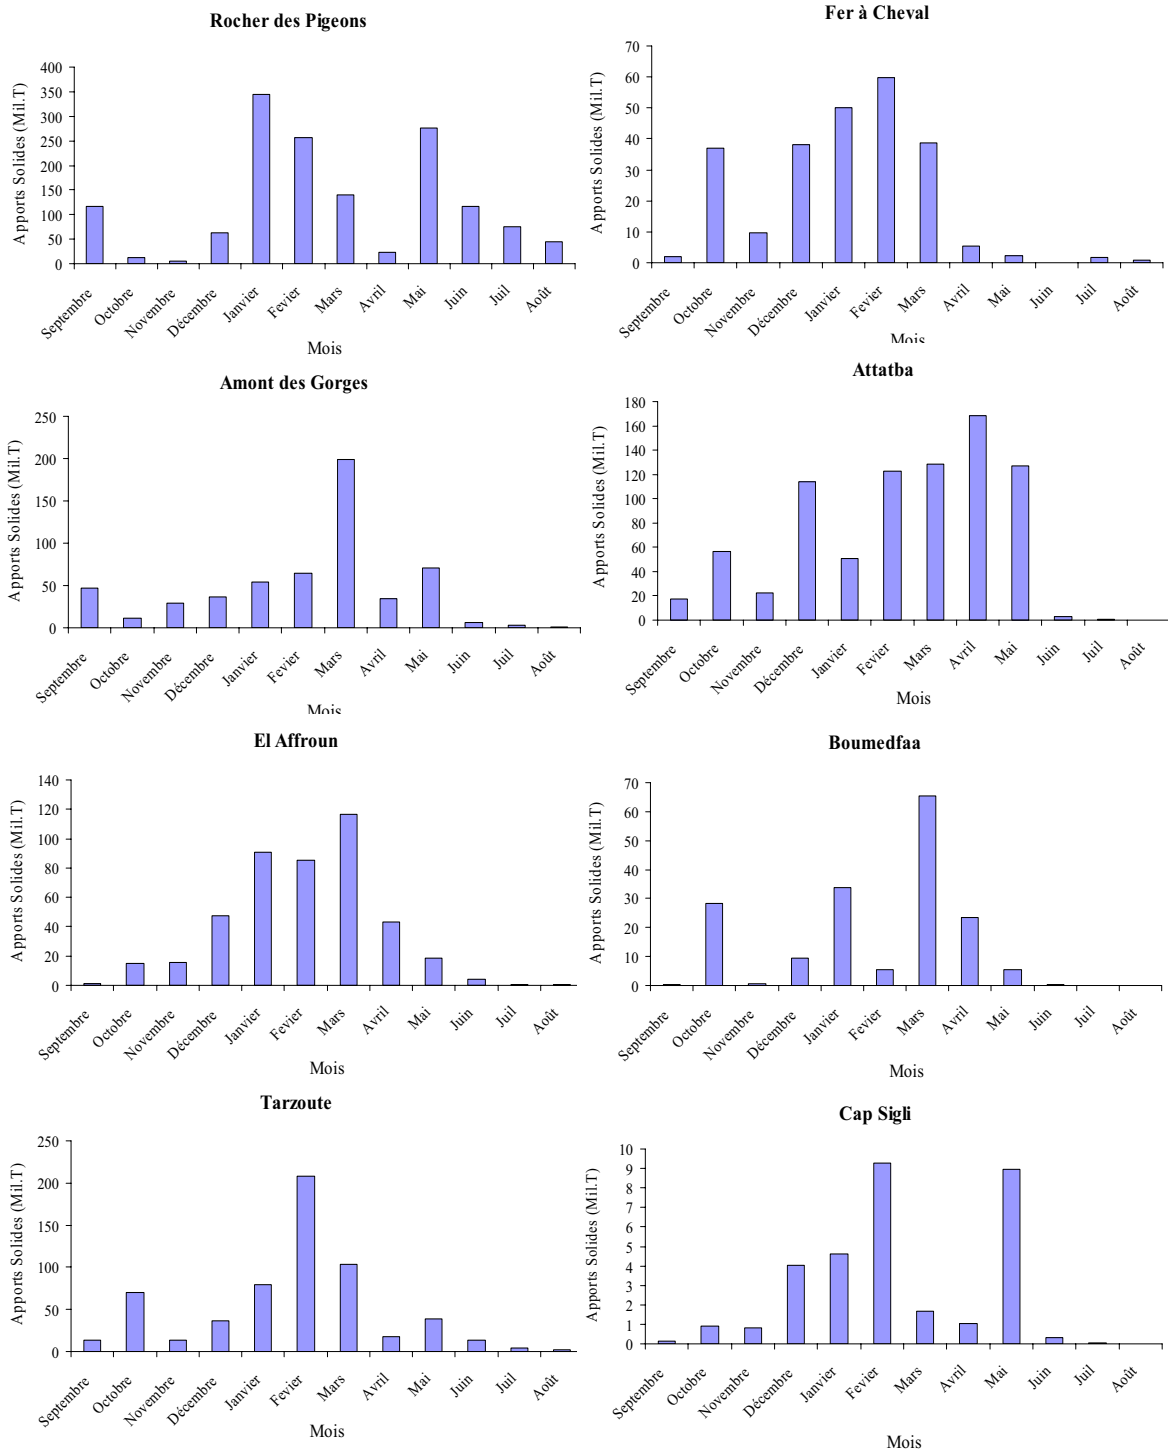 Rocher des Pigeons
Apports Solides (Mil.T)
400
350
300
250
200
150
100
50
0
Septembre
Octobre
Novembre
Décembre
Janvier
Fevier
Mars
Avril
Mai
Juin
Juil
Août
Mois
Fer à Cheval
Apports Solides (Mil.T)
70
60
50
40
30
20
10
0
Septembre
Octobre
Novembre
Décembre
Janvier
Fevier
Mars
Avril
Mai
Juin
Juil
Août
Mois
Amont des Gorges
Apports Solides (Mil.T)
250
200
150
100
50
0
Septembre
Octobre
Novembre
Décembre
Janvier
Fevier
Mars
Avril
Mai
Juin
Juil
Août
Mois
Attatba
Apports Solides (Mil.T)
180
160
140
120
100
80
60
40
20
0
Septembre
Octobre
Novembre
Décembre
Janvier
Fevier
Mars
Avril
Mai
Juin
Juil
Août
Mois
El Affroun
Apports Solides (Mil.T)
140
120
100
80
60
40
20
0
Septembre
Octobre
Novembre
Décembre
Janvier
Fevier
Mars
Avril
Mai
Juin
Juil
Août
Mois
Boumedfaa
Apports Solides (Mil.T)
70
60
50
40
30
20
10
0
Septembre
Octobre
Novembre
Décembre
Janvier
Fevier
Mars
Avril
Mai
Juin
Juil
Août
Mois
Tarzoute
Apports Solides (Mil.T)
250
200
150
100
50
0
Septembre
Octobre
Novembre
Décembre
Janvier
Fevier
Mars
Avril
Mai
Juin
Juil
Août
Mois
Cap Sigli
Apports Solides (Mil.T)
10
9
8
7
6
5
4
3
2
1
0
Septembre
Octobre
Novembre
Décembre
Janvier
Fevier
Mars
Avril
Mai
Juin
Juil
Août
Mois